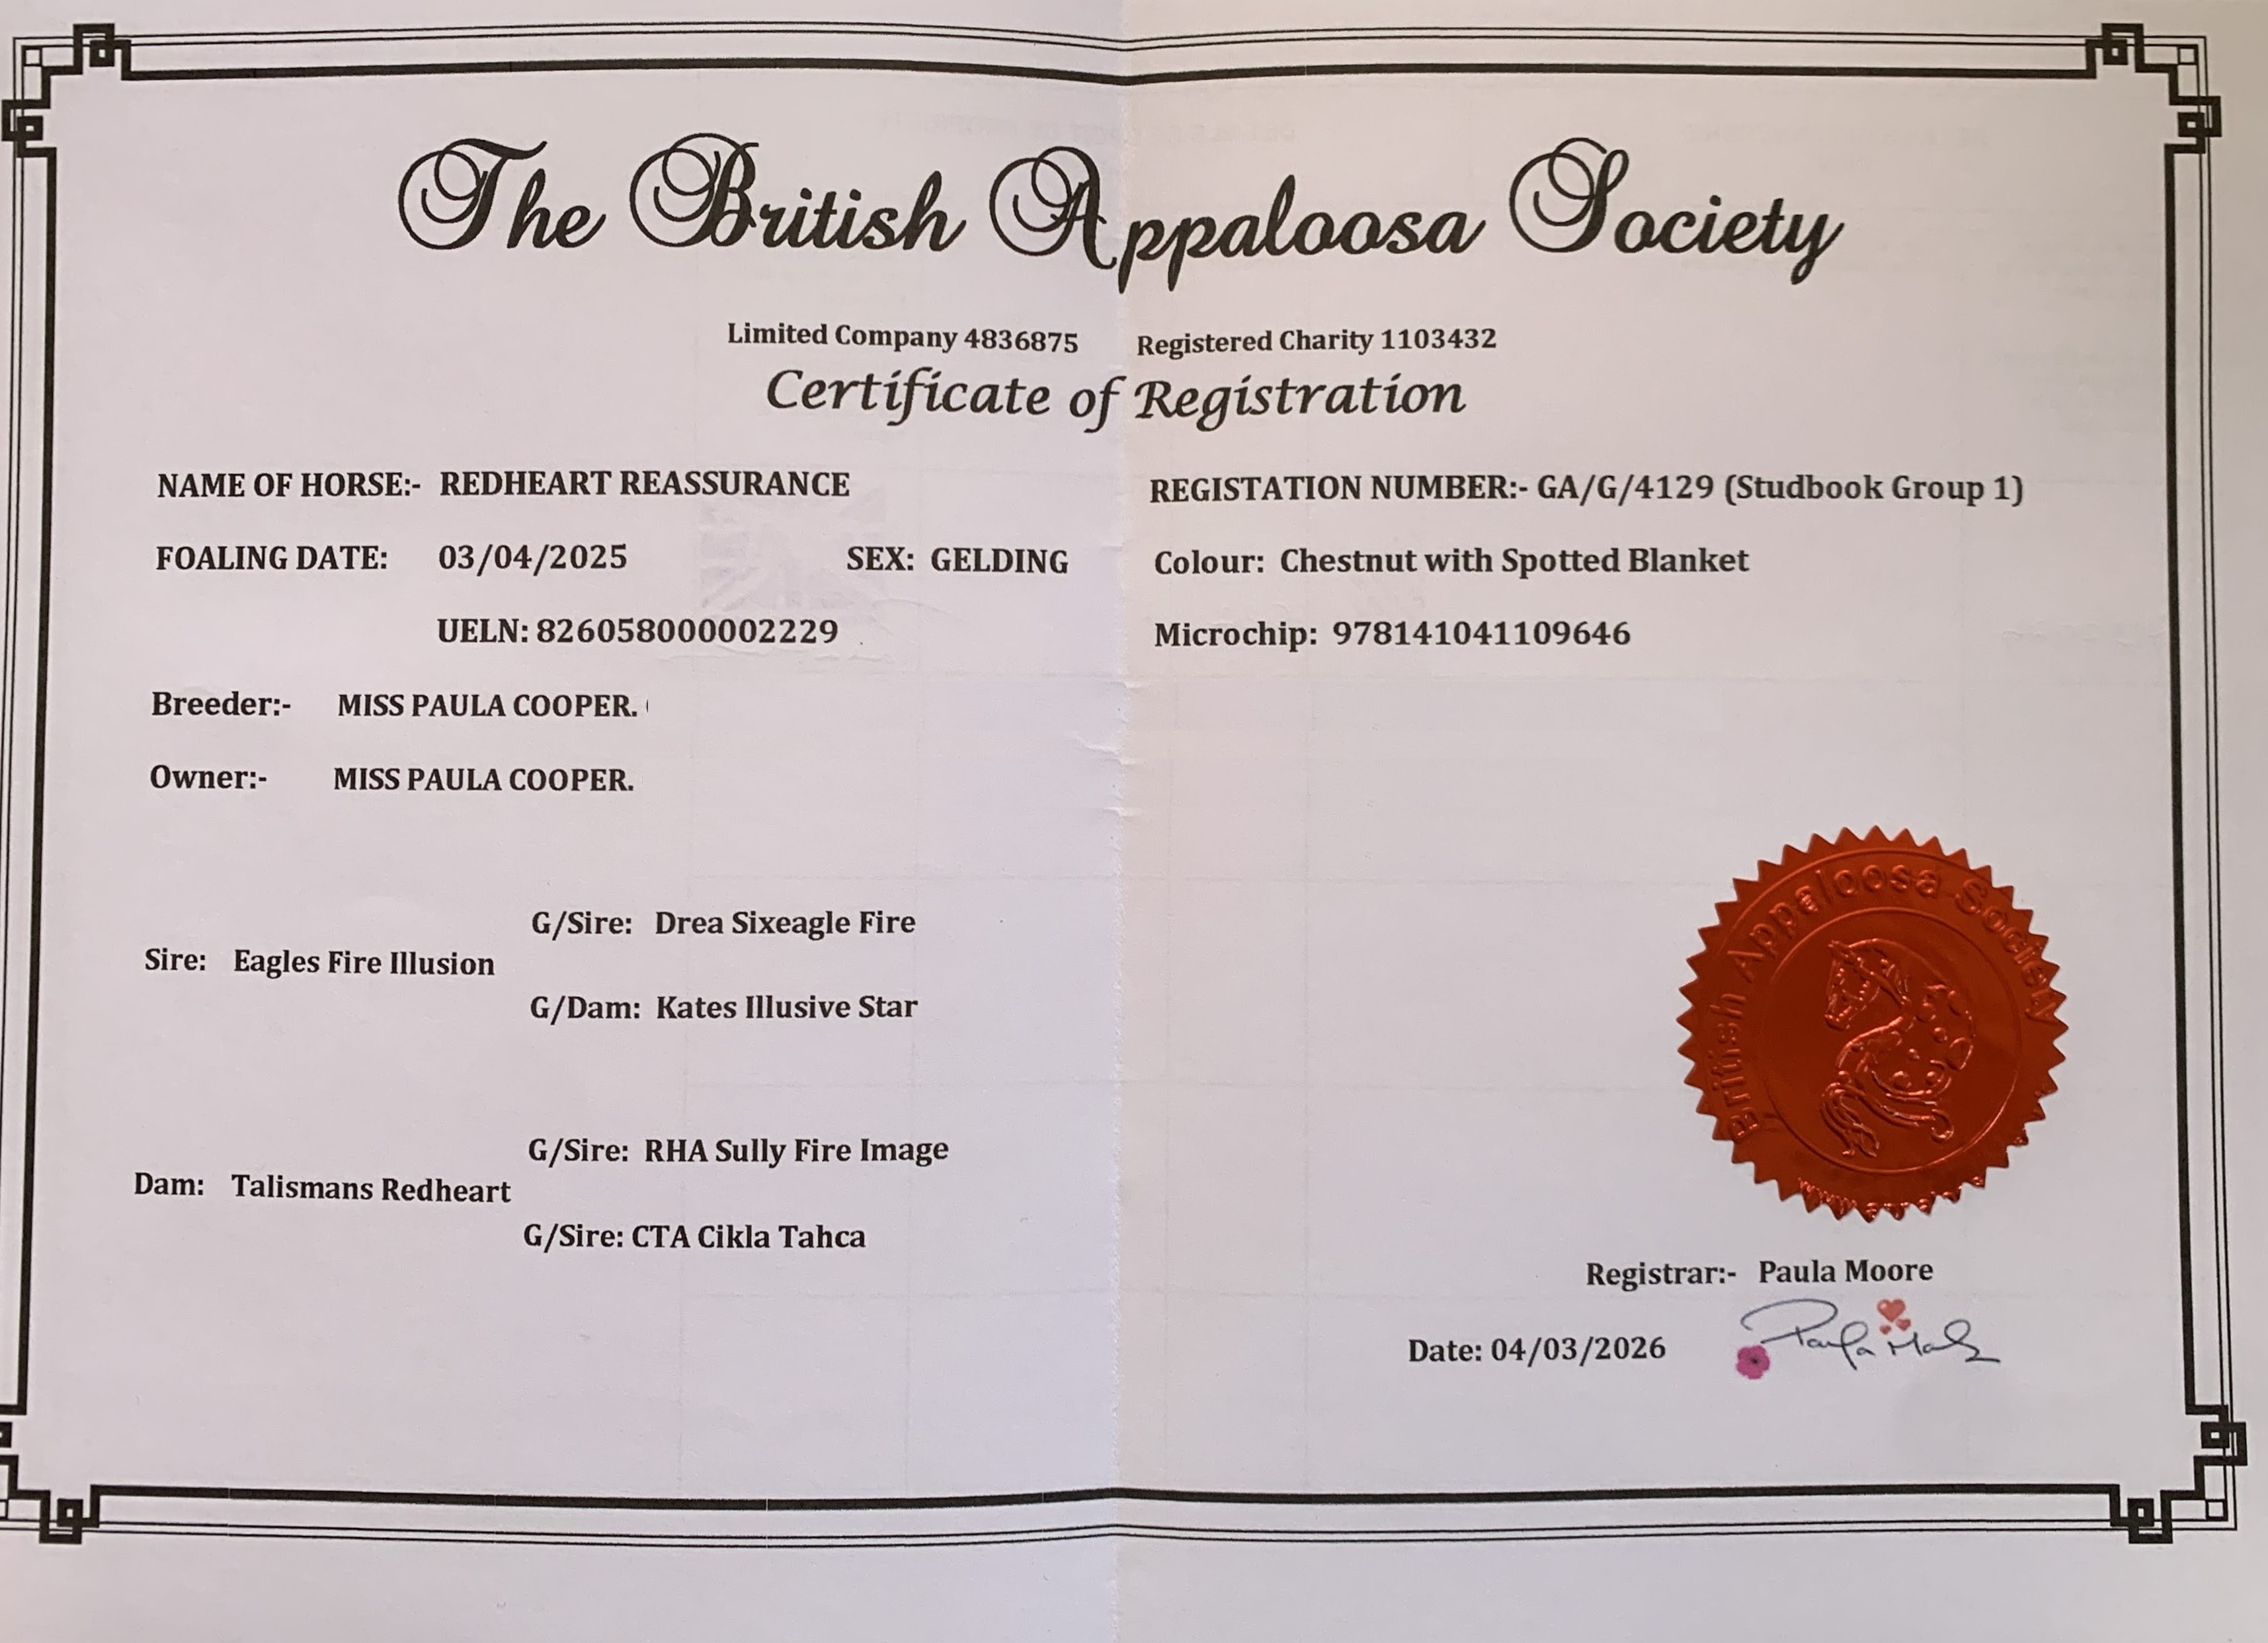 The British Appaloosa Society
Limited Company 4836875 Registered Charity 1103432
Certificate of Registration
NAME OF HORSE:- REDHEART REASSURANCE
REGISTATION NUMBER:- GA/G/4129 (Studbook Group 1)
FOALING DATE: 03/04/2025 SEX: GELDING
Colour: Chestnut with Spotted Blanket
UELN: 826058000002229
Microchip: 978141041109646
Breeder:- MISS PAULA COOPER.
Owner:- MISS PAULA COOPER.
G/Sire: Drea Sixeagle Fire
Sire: Eagles Fire Illusion
G/Dam: Kates Illusive Star
G/Sire: RHA Sully Fire Image
Dam: Talismans Redheart
G/Sire: CTA Cikla Tahca
British Appaloosa Society
Registrar:- Paula Moore
Date: 04/03/2026